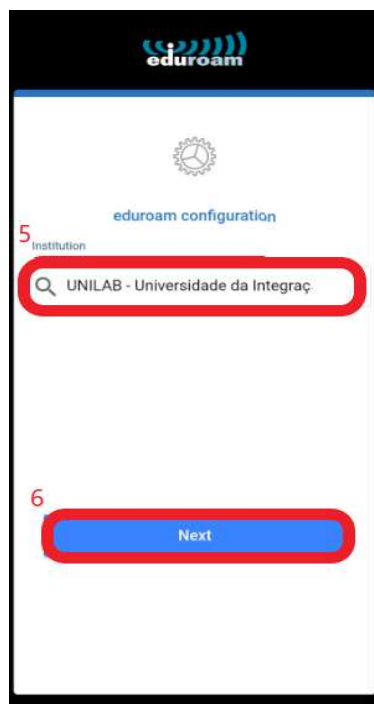 eduroam
eduroam configuration
5
Institution
UNILAB - Universidade da Integraç
6
Next